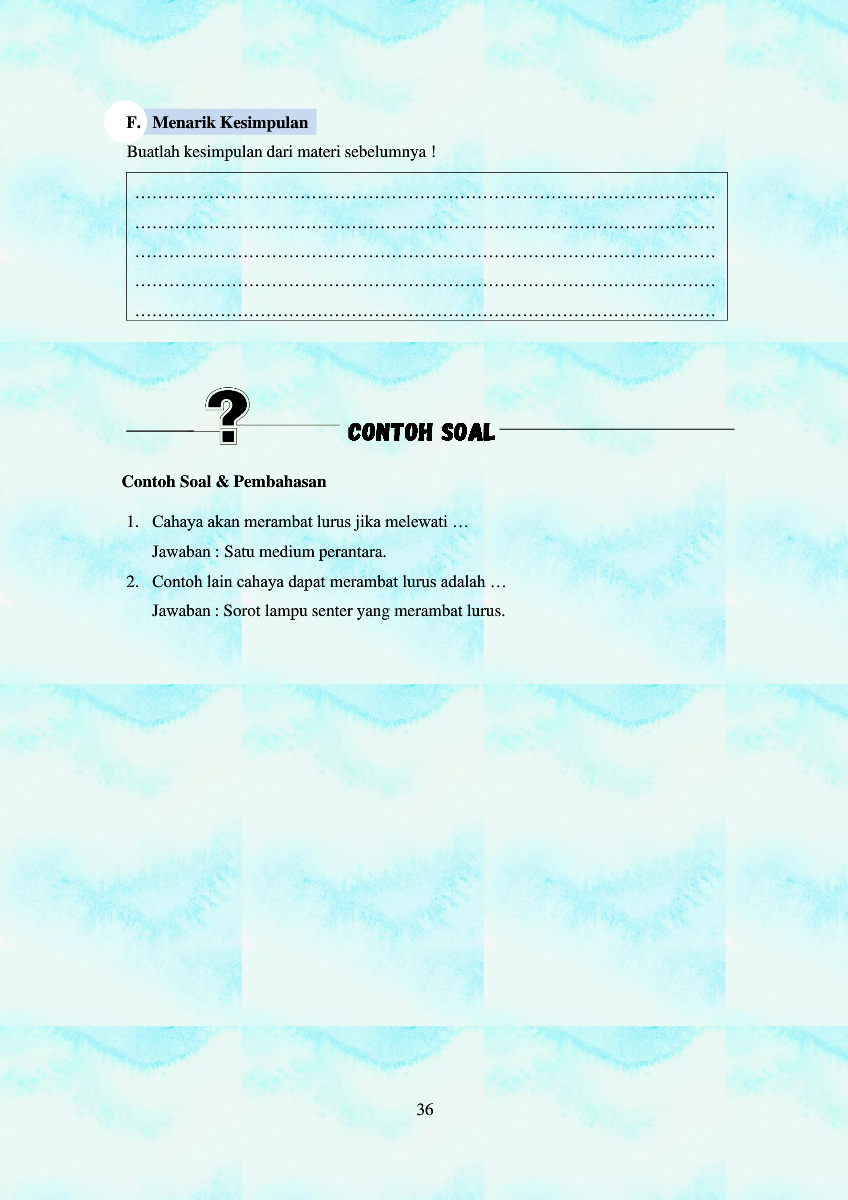 F. Menarik Kesimpulan
Buatlah kesimpulan dari materi sebelumnya !
……………………………………………………………………………………………
……………………………………………………………………………………………
……………………………………………………………………………………………
……………………………………………………………………………………………
……………………………………………………………………………………………
?
CONTOH SOAL
Contoh Soal & Pembahasan
1. Cahaya akan merambat lurus jika melewati …
Jawaban : Satu medium perantara.
2. Contoh lain cahaya dapat merambat lurus adalah …
Jawaban : Sorot lampu senter yang merambat lurus.
36